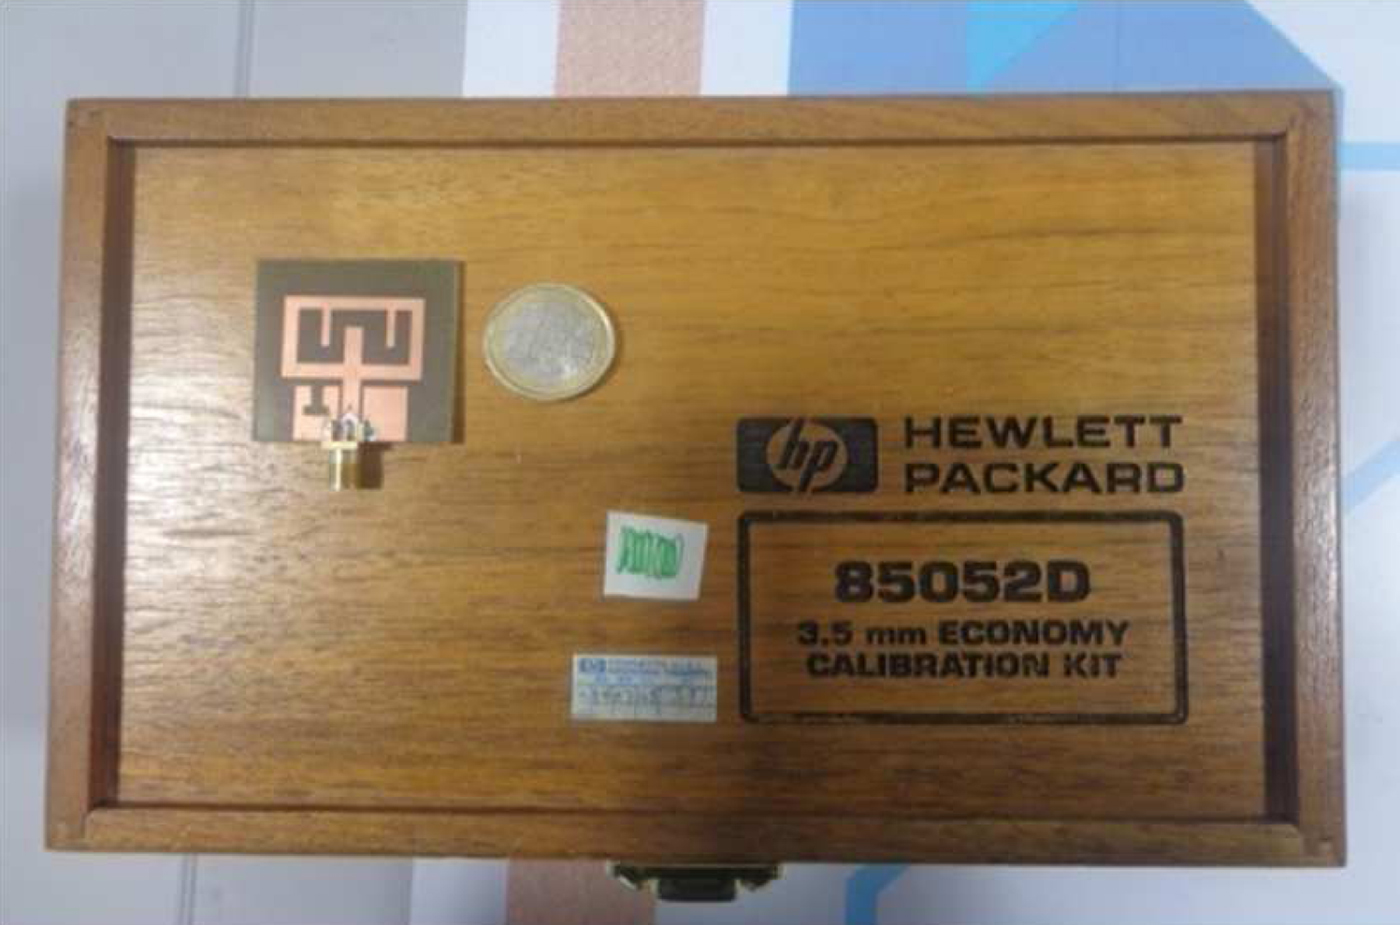 hp HEWLETT
PACKARD
85052D
3.5 mm ECONOMY
CALIBRATION KIT